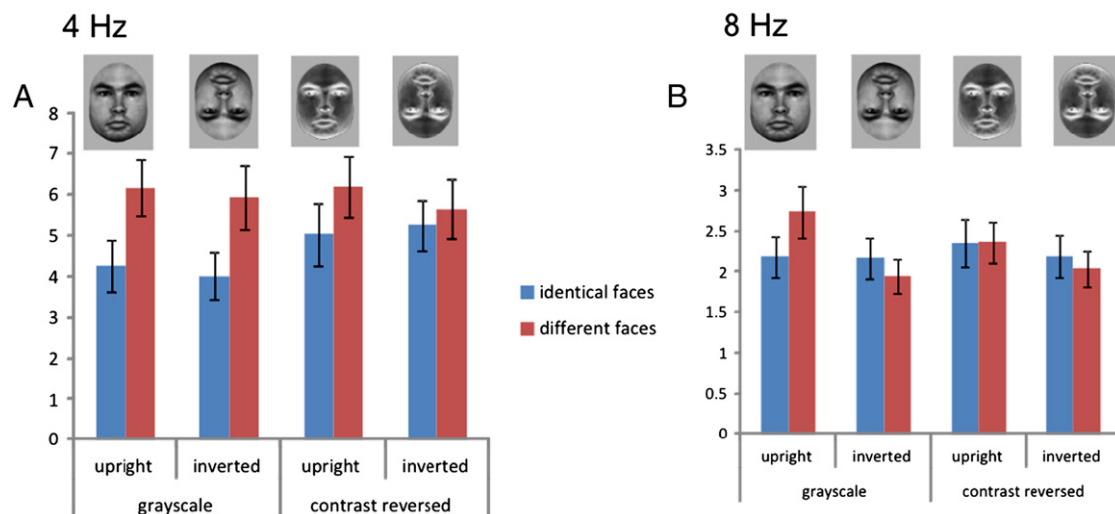 4 Hz
A
8
7
6
5
4
3
2
1
0
upright inverted upright inverted
grayscale contrast reversed
identical faces
different faces
8 Hz
B
3.5
3
2.5
2
1.5
1
0.5
0
upright inverted upright inverted
grayscale contrast reversed